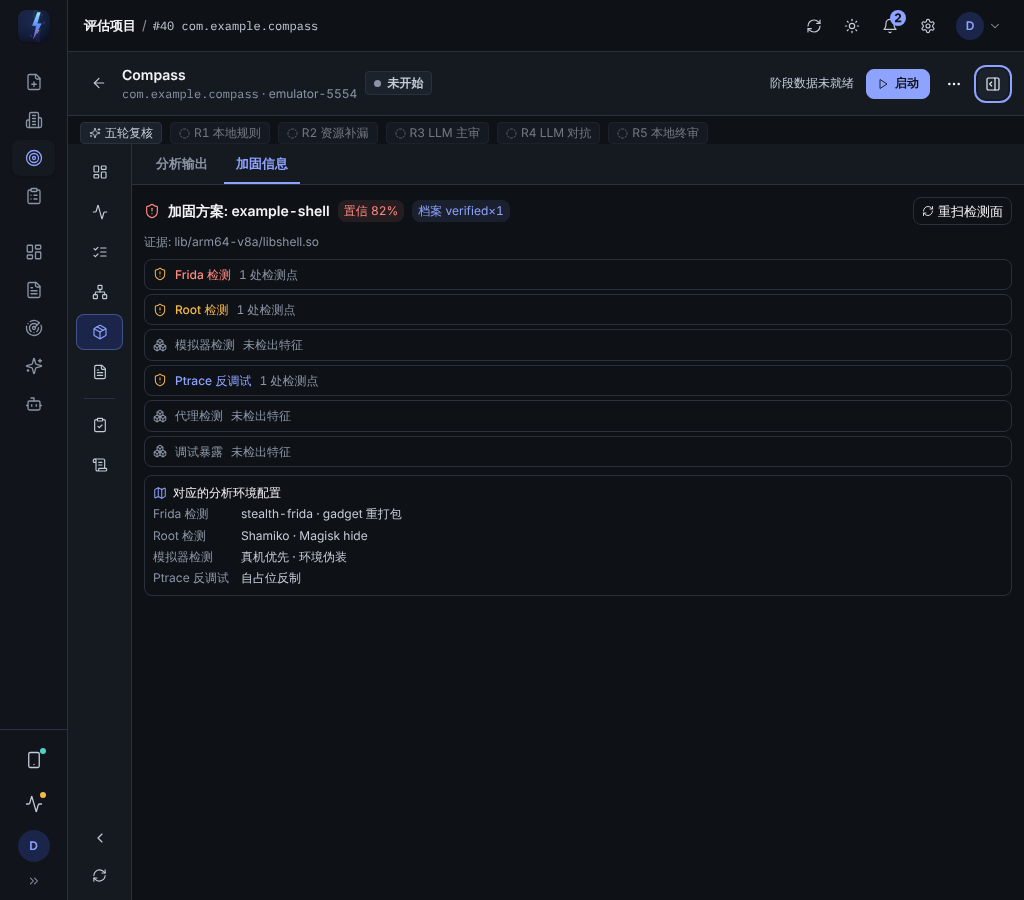 评估项目 / #40 com.example.compass
2
D
Compass
com.example.compass · emulator-5554
未开始
阶段数据未就绪
启动
五轮复核
R1 本地规则
R2 资源补漏
R3 LLM 主审
R4 LLM 对抗
R5 本地终审
分析输出
加固信息
加固方案: example-shell
置信 82%
档案 verified×1
重扫检测面
证据: lib/arm64-v8a/libshell.so
Frida 检测 1 处检测点
Root 检测 1 处检测点
模拟器检测 未检出特征
Ptrace 反调试 1 处检测点
代理检测 未检出特征
调试暴露 未检出特征
对应的分析环境配置
Frida 检测 stealth-frida · gadget 重打包
Root 检测 Shamiko · Magisk hide
模拟器检测 真机优先 · 环境伪装
Ptrace 反调试 自占位反制
D